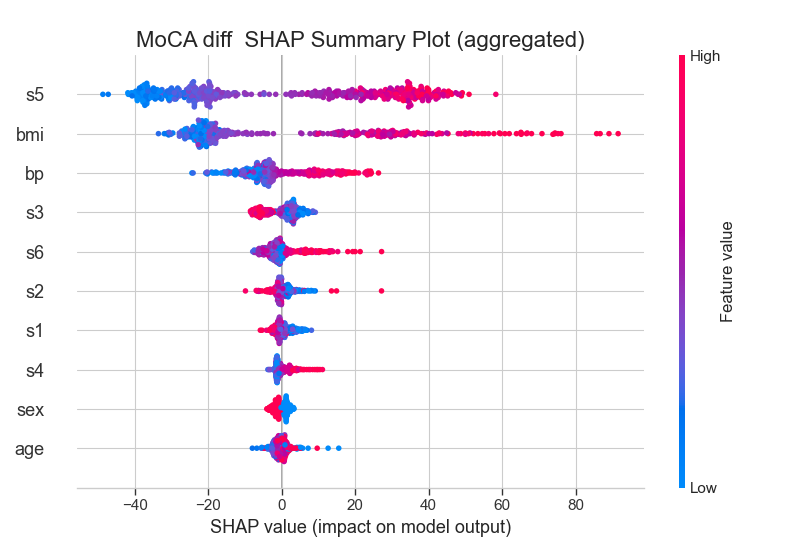 MoCA diff  SHAP Summary Plot (aggregated)
High
s5
bmi
bp
s3
s6
s2
s1
s4
sex
age
Feature value
Low
−40 −20 0 20 40 60 80
SHAP value (impact on model output)